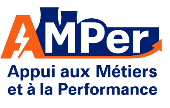 AMPer
Appui aux Métiers
et à la Performance